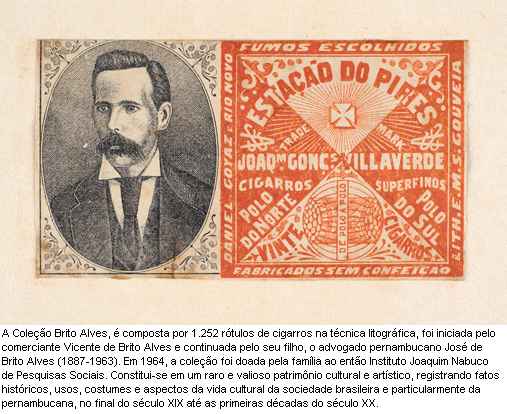 FUMOS ESCOLHIDOS
DANIEL GOYAZ E RIO NOVO
ESTAÇÃO DO PIRES
TRADE MARK
JOAQM GONCS VILLAVERDE
CIGARROS SUPERFINOS
POLO DO NORTE
POLO DO SUL
VINTE CIGARROS
LITH. E. M. S. GOUVEIA
FABRICADOS SEM CONFEIÇÃO
A Coleção Brito Alves, é composta por 1.252 rótulos de cigarros na técnica litográfica, foi iniciada pelo
comerciante Vicente de Brito Alves e continuada pelo seu filho, o advogado pernambucano José de
Brito Alves (1887-1963). Em 1964, a coleção foi doada pela família ao então Instituto Joaquim Nabuco
de Pesquisas Sociais. Constitui-se em um raro e valioso patrimônio cultural e artístico, registrando fatos
históricos, usos, costumes e aspectos da vida cultural da sociedade brasileira e particularmente da
pernambucana, no final do século XIX até as primeiras décadas do século XX.